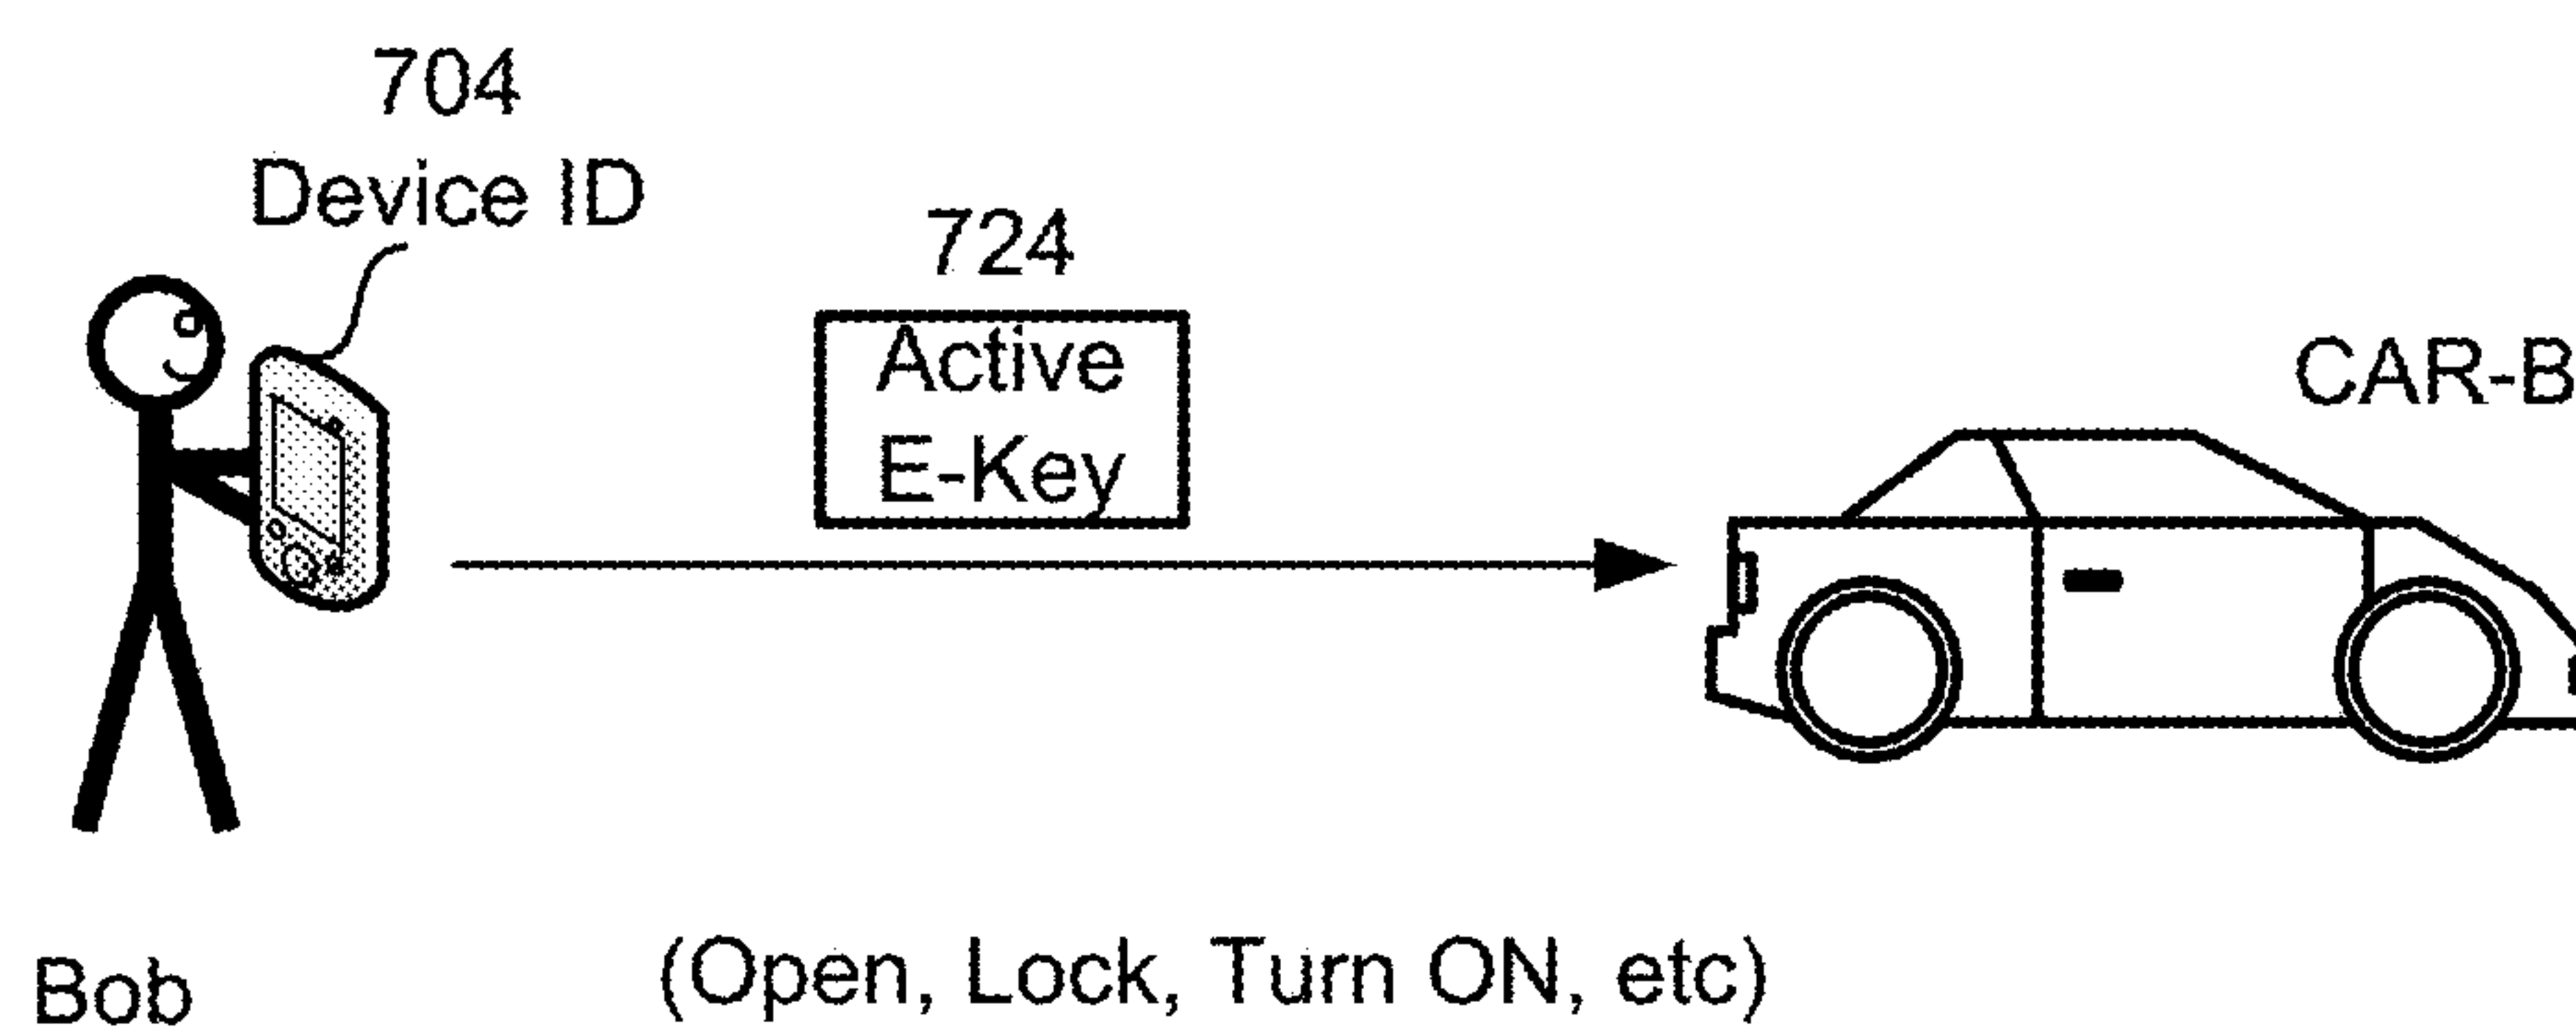 704
Device ID
724
Active
E-Key
CAR-B
Bob
(Open, Lock, Turn ON, etc)